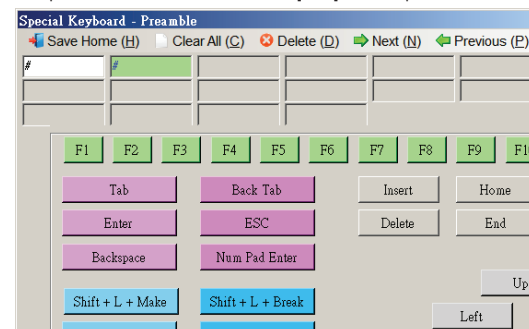 Special Keyboard - Preamble
Save Home (H) Clear All (C) Delete (D) Next (N) Previous (P)
# #
F1 F2 F3 F4 F5 F6 F7 F8 F9
Tab Back Tab Insert Home
Enter ESC Delete End
Backspace Num Pad Enter
Up
Shift + L + Make Shift + L + Break Left